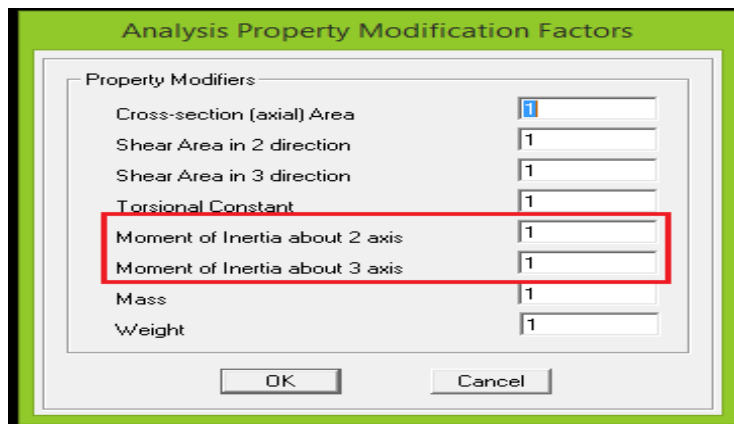 Analysis Property Modification Factors
Property Modifiers
Cross-section (axial) Area 1
Shear Area in 2 direction 1
Shear Area in 3 direction 1
Torsional Constant 1
Moment of Inertia about 2 axis 1
Moment of Inertia about 3 axis 1
Mass 1
Weight 1
OK Cancel